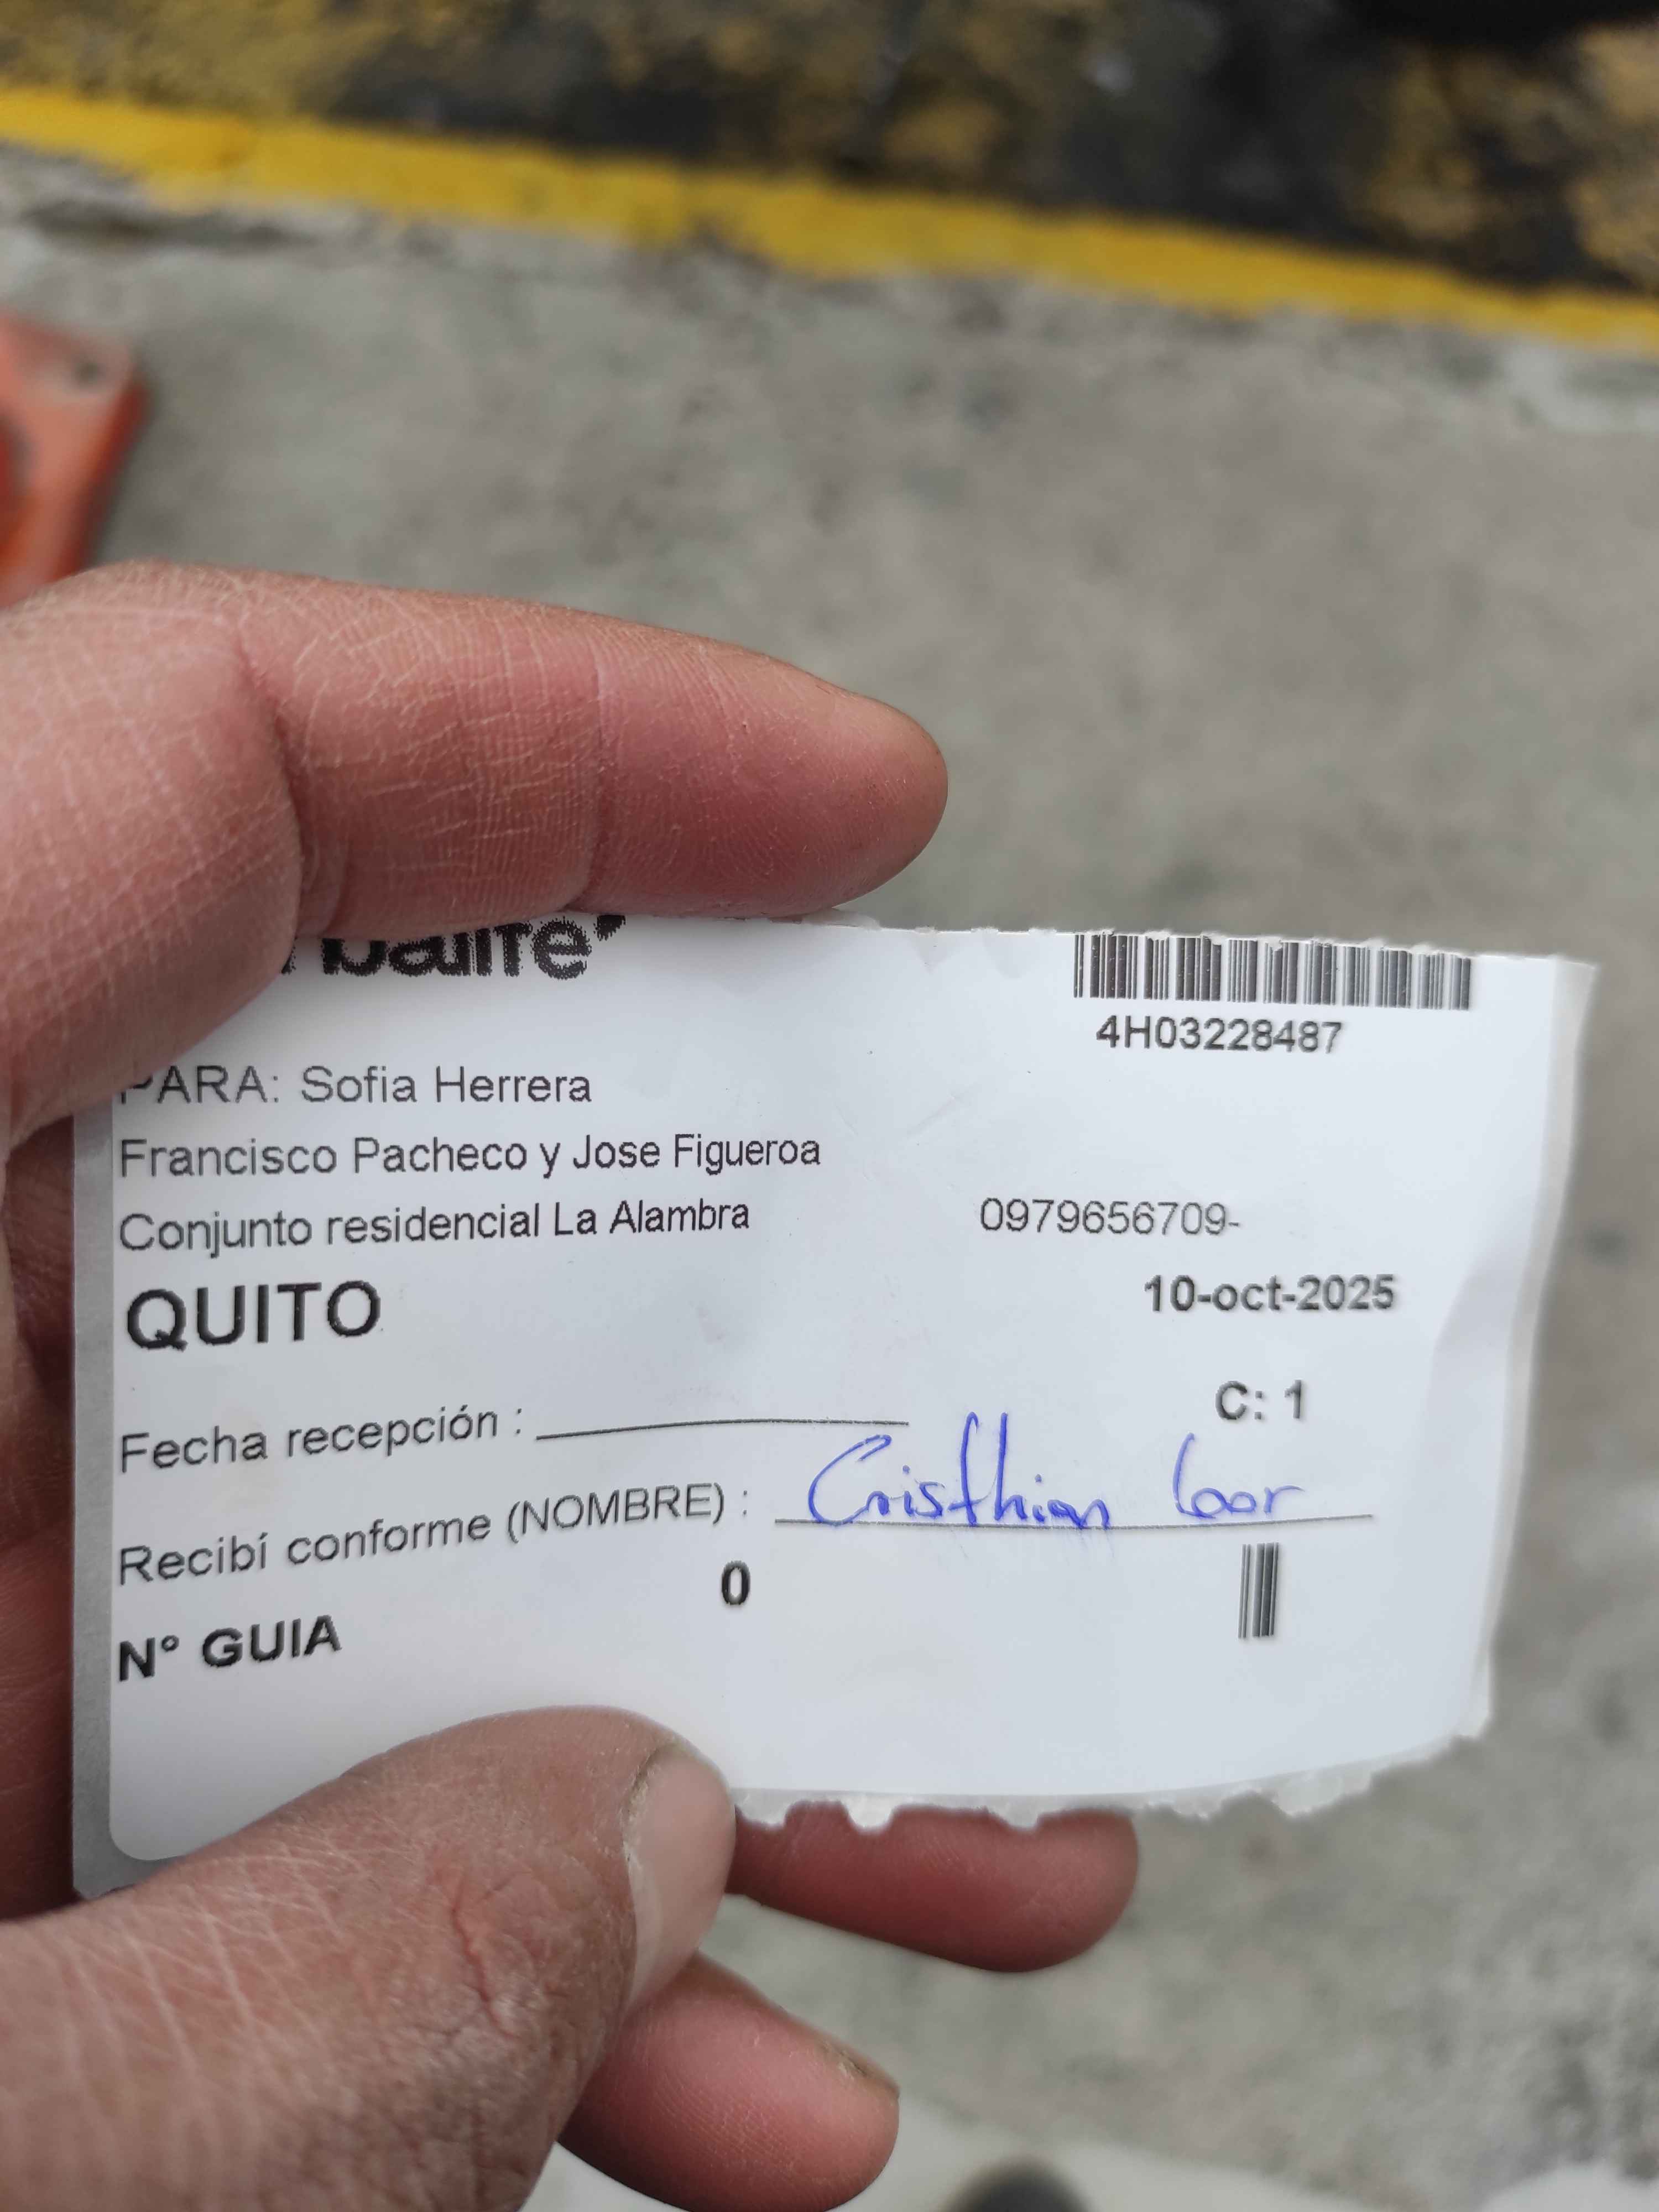 4H03228487
PARA: Sofia Herrera
Francisco Pacheco y Jose Figueroa
Conjunto residencial La Alambra 0979656709-
QUITO
10-oct-2025
C: 1
Fecha recepción :
Recibí conforme (NOMBRE) : Cristhian loor
0
N° GUIA